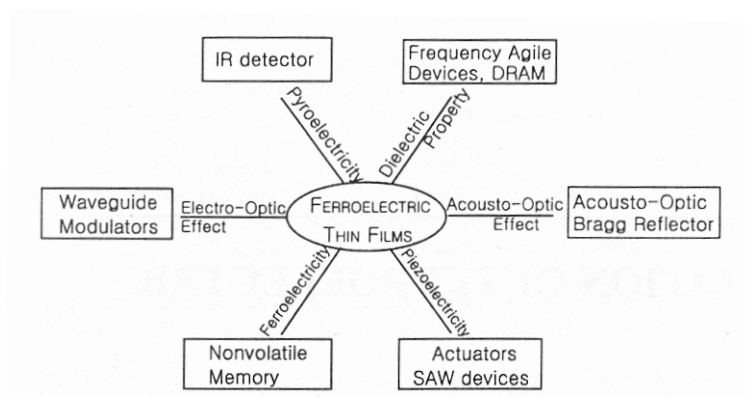 IR detector
Frequency Agile
Devices, DRAM
Pyroelectricity
Dielectric
Property
Waveguide
Modulators
Electro-Optic
Effect
FERROELECTRIC
THIN FILMS
Acousto-Optic
Effect
Acousto-Optic
Bragg Reflector
Ferroelectricity
Piezoelectricity
Nonvolatile
Memory
Actuators
SAW devices